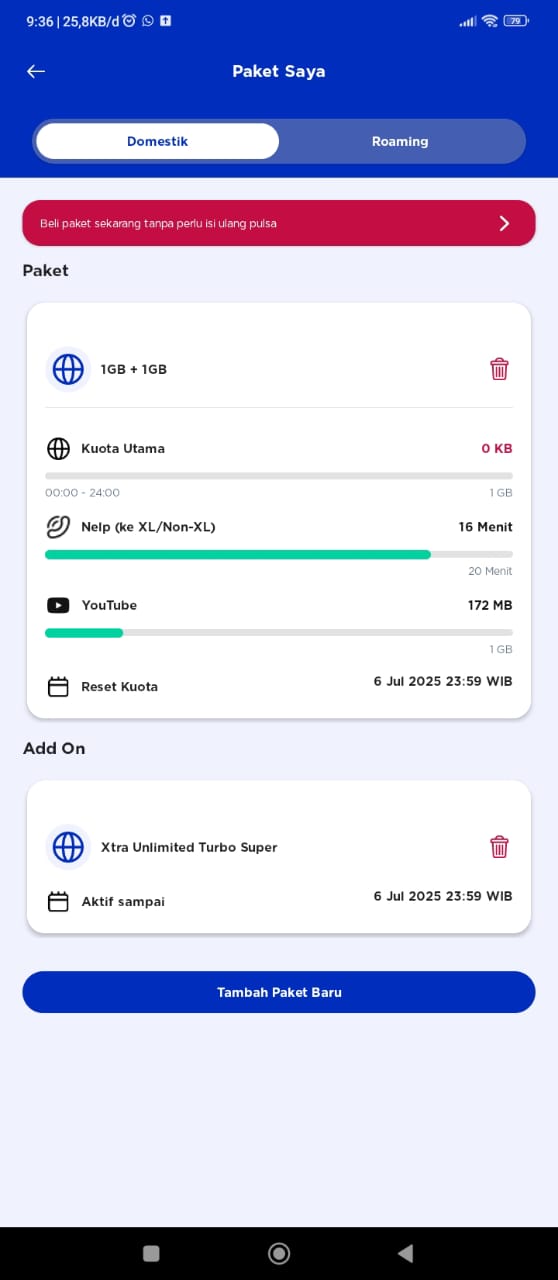 9:36 | 25,8KB/d
79
Paket Saya
Domestik
Roaming
Beli paket sekarang tanpa perlu isi ulang pulsa
Paket
1GB + 1GB
Kuota Utama
0 KB
00:00 - 24:00
1 GB
Nelp (ke XL/Non-XL)
16 Menit
20 Menit
YouTube
172 MB
1 GB
Reset Kuota
6 Jul 2025 23:59 WIB
Add On
Xtra Unlimited Turbo Super
Aktif sampai
6 Jul 2025 23:59 WIB
Tambah Paket Baru